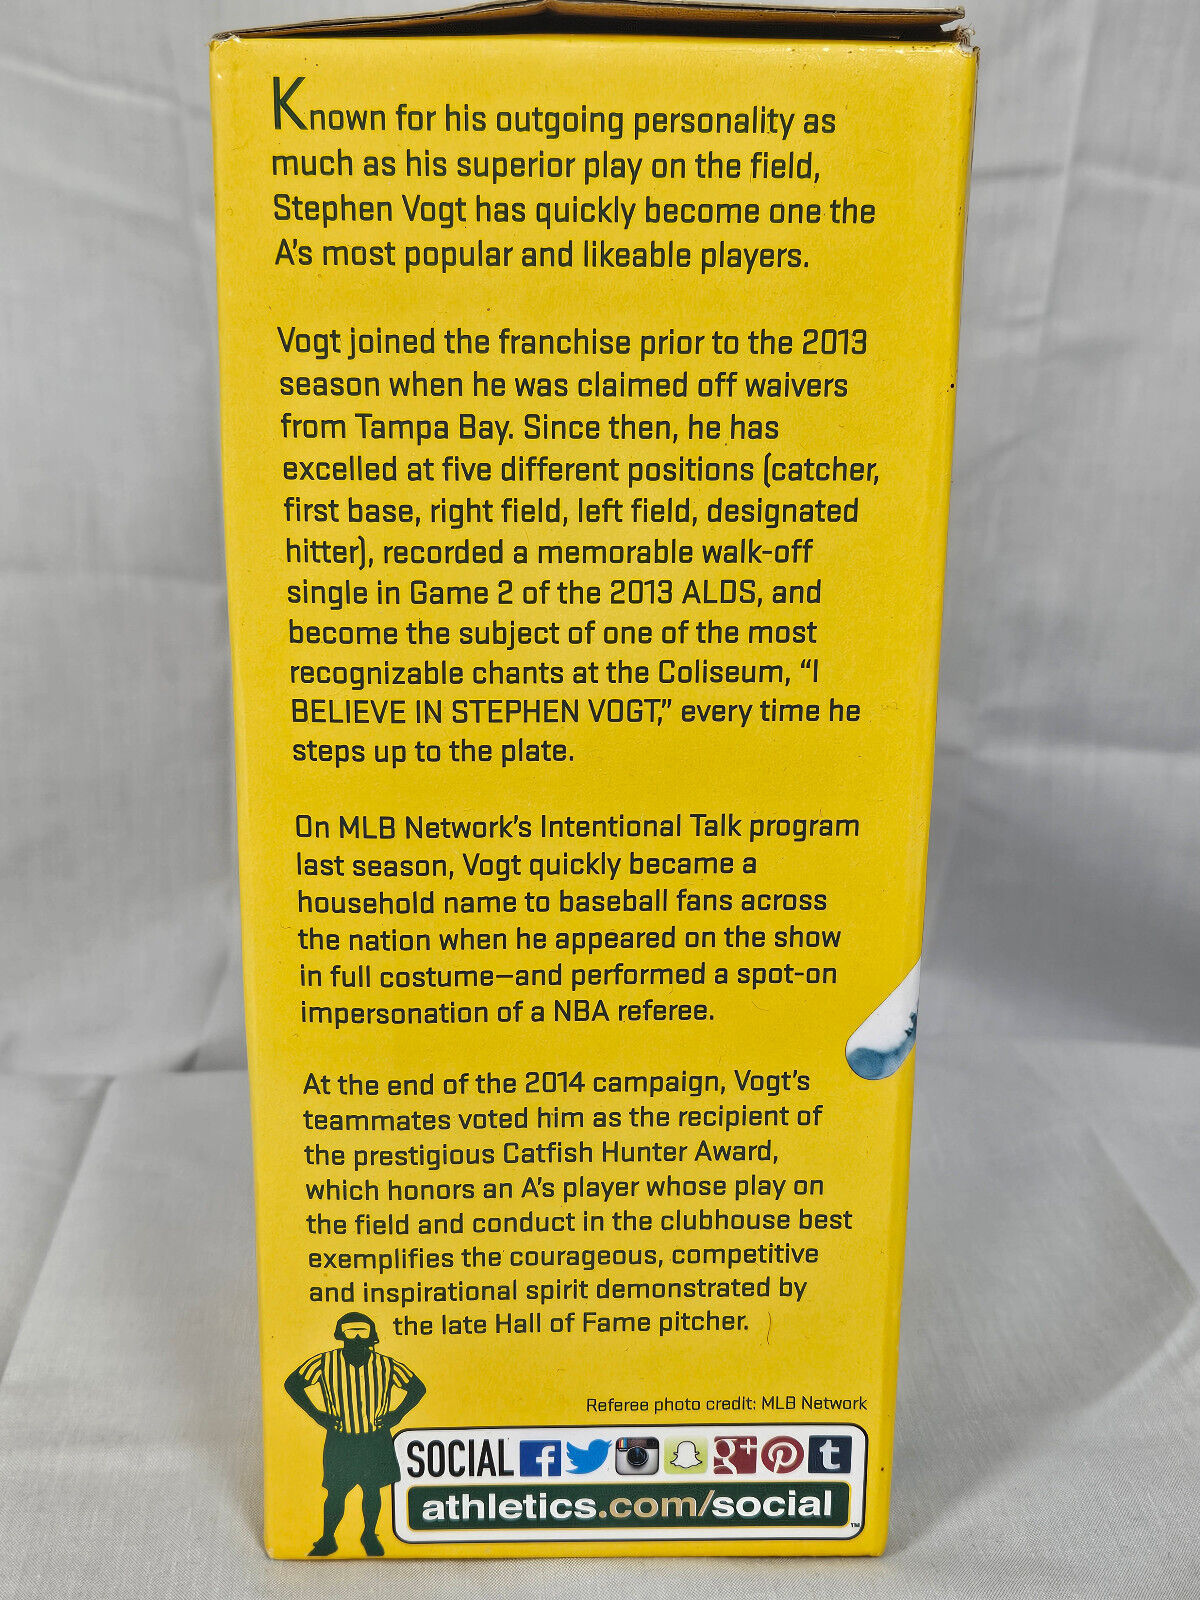 Known for his outgoing personality as
much as his superior play on the field,
Stephen Vogt has quickly become one the
A's most popular and likeable players.
Vogt joined the franchise prior to the 2013
season when he was claimed off waivers
from Tampa Bay. Since then, he has
excelled at five different positions (catcher,
first base, right field, left field, designated
hitter), recorded a memorable walk-off
single in Game 2 of the 2013 ALDS, and
become the subject of one of the most
recognizable chants at the Coliseum, “I
BELIEVE IN STEPHEN VOGT,” every time he
steps up to the plate.
On MLB Network's Intentional Talk program
last season, Vogt quickly became a
household name to baseball fans across
the nation when he appeared on the show
in full costume—and performed a spot-on
impersonation of a NBA referee.
At the end of the 2014 campaign, Vogt's
teammates voted him as the recipient of
the prestigious Catfish Hunter Award,
which honors an A's player whose play on
the field and conduct in the clubhouse best
exemplifies the courageous, competitive
and inspirational spirit demonstrated by
the late Hall of Fame pitcher.
Referee photo credit: MLB Network
SOCIAL f g+ t
athletics.com/social
™